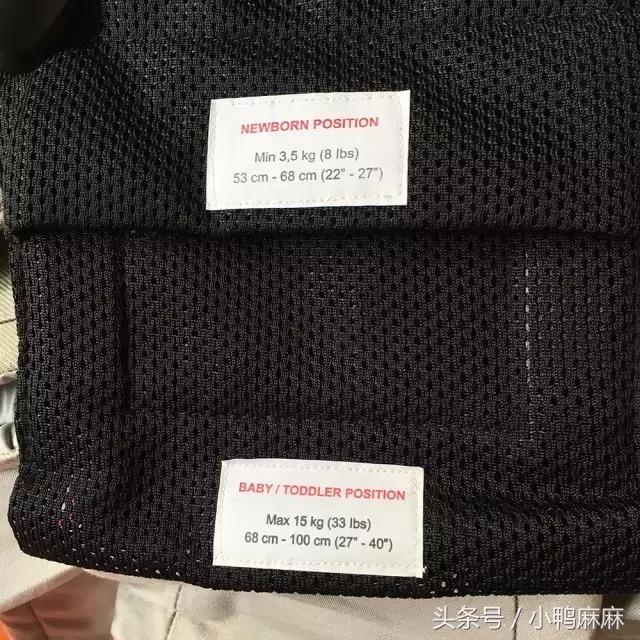 NEWBORN POSITION
Min 3,5 kg (8 lbs)
53 cm - 68 cm (22" - 27")
BABY / TODDLER POSITION
Max 15 kg (33 lbs)
68 cm - 100 cm (27" - 40")
头条号 / 小鸭麻麻